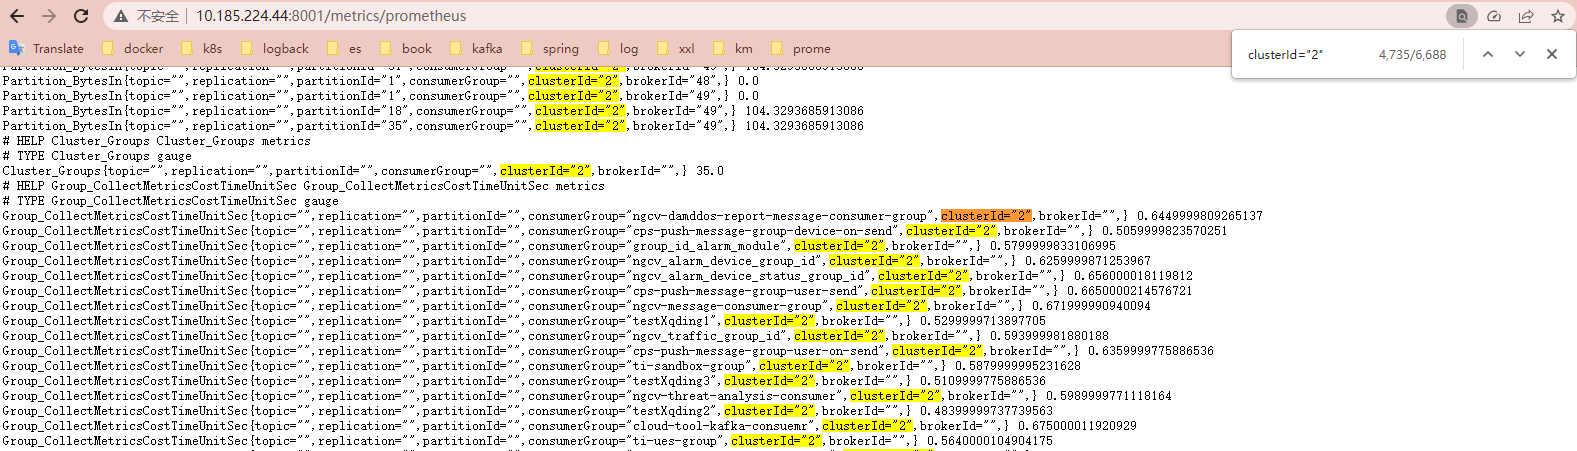 不安全 | 10.185.224.44:8001/metrics/prometheus
Translate docker k8s logback es book kafka spring log xxl km prome
clusterId="2" 4,735/6,688
Partition_BytesIn{topic="",replication="",partitionId="1",consumerGroup="",clusterId="2",brokerId="48",} 0.0
Partition_BytesIn{topic="",replication="",partitionId="1",consumerGroup="",clusterId="2",brokerId="49",} 0.0
Partition_BytesIn{topic="",replication="",partitionId="18",consumerGroup="",clusterId="2",brokerId="49",} 104.3293685913086
Partition_BytesIn{topic="",replication="",partitionId="35",consumerGroup="",clusterId="2",brokerId="49",} 104.3293685913086
# HELP Cluster_Groups Cluster_Groups metrics
# TYPE Cluster_Groups gauge
Cluster_Groups{topic="",replication="",partitionId="",consumerGroup="",clusterId="2",brokerId="",} 35.0
# HELP Group_CollectMetricsCostTimeUnitSec Group_CollectMetricsCostTimeUnitSec metrics
# TYPE Group_CollectMetricsCostTimeUnitSec gauge
Group_CollectMetricsCostTimeUnitSec{topic="",replication="",partitionId="",consumerGroup="ngcv-damddos-report-message-consumer-group",clusterId="2",brokerId="",} 0.6449999809265137
Group_CollectMetricsCostTimeUnitSec{topic="",replication="",partitionId="",consumerGroup="cps-push-message-group-device-on-send",clusterId="2",brokerId="",} 0.5059999823570251
Group_CollectMetricsCostTimeUnitSec{topic="",replication="",partitionId="",consumerGroup="group_id_alarm_module",clusterId="2",brokerId="",} 0.5799999833106995
Group_CollectMetricsCostTimeUnitSec{topic="",replication="",partitionId="",consumerGroup="ngcv_alarm_device_group_id",clusterId="2",brokerId="",} 0.6259999871253967
Group_CollectMetricsCostTimeUnitSec{topic="",replication="",partitionId="",consumerGroup="ngcv_alarm_device_status_group_id",clusterId="2",brokerId="",} 0.656000018119812
Group_CollectMetricsCostTimeUnitSec{topic="",replication="",partitionId="",consumerGroup="cps-push-message-group-user-send",clusterId="2",brokerId="",} 0.6650000214576721
Group_CollectMetricsCostTimeUnitSec{topic="",replication="",partitionId="",consumerGroup="ngcv-message-consumer-group",clusterId="2",brokerId="",} 0.671999990940094
Group_CollectMetricsCostTimeUnitSec{topic="",replication="",partitionId="",consumerGroup="testXqding1",clusterId="2",brokerId="",} 0.5299999713897705
Group_CollectMetricsCostTimeUnitSec{topic="",replication="",partitionId="",consumerGroup="ngcv_traffic_group_id",clusterId="2",brokerId="",} 0.593999981880188
Group_CollectMetricsCostTimeUnitSec{topic="",replication="",partitionId="",consumerGroup="cps-push-message-group-user-on-send",clusterId="2",brokerId="",} 0.6359999775886536
Group_CollectMetricsCostTimeUnitSec{topic="",replication="",partitionId="",consumerGroup="ti-sandbox-group",clusterId="2",brokerId="",} 0.5879999995231628
Group_CollectMetricsCostTimeUnitSec{topic="",replication="",partitionId="",consumerGroup="testXqding3",clusterId="2",brokerId="",} 0.5109999775886536
Group_CollectMetricsCostTimeUnitSec{topic="",replication="",partitionId="",consumerGroup="ngcv-threat-analysis-consumer",clusterId="2",brokerId="",} 0.5989999771118164
Group_CollectMetricsCostTimeUnitSec{topic="",replication="",partitionId="",consumerGroup="testXqding2",clusterId="2",brokerId="",} 0.48399999737739563
Group_CollectMetricsCostTimeUnitSec{topic="",replication="",partitionId="",consumerGroup="cloud-tool-kafka-consuemr",clusterId="2",brokerId="",} 0.675000011920929
Group_CollectMetricsCostTimeUnitSec{topic="",replication="",partitionId="",consumerGroup="ti-ues-group",clusterId="2",brokerId="",} 0.5640000104904175